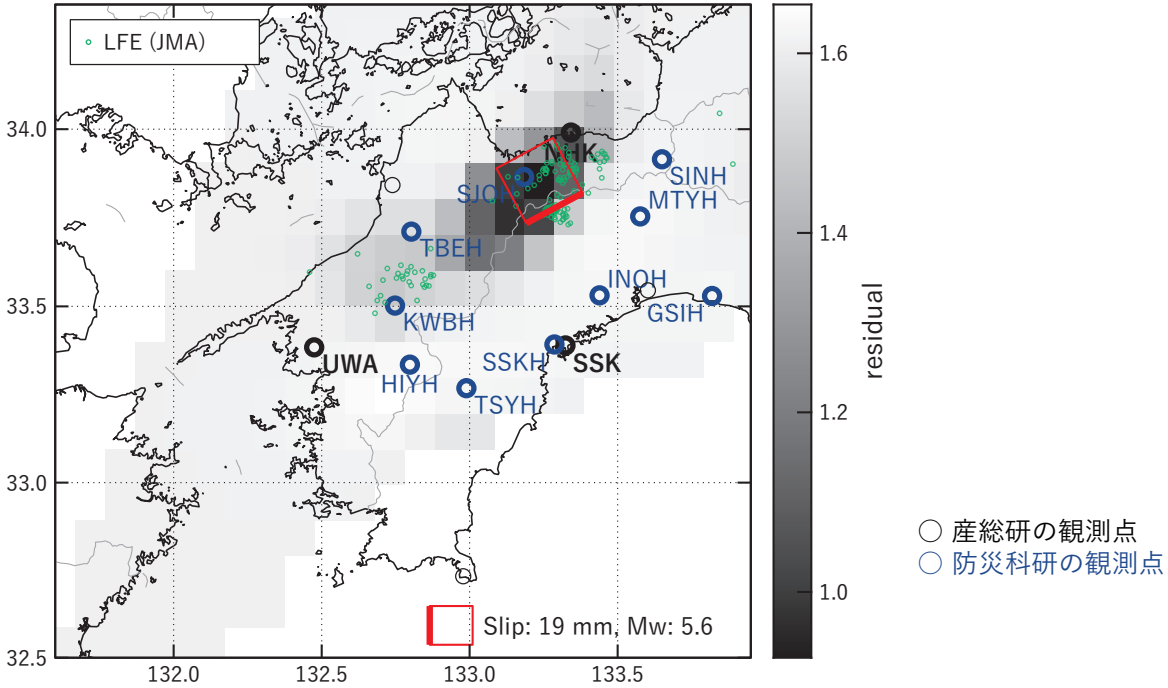 LFE (JMA)
34.0
33.5
33.0
32.5
132.0
132.5
133.0
133.5
NHK
SINH
MTYH
TBEH
INOH
GSIH
KWBH
UWA
SSKH
SSK
HIYH
TSYH
Slip: 19 mm, Mw: 5.6
1.6
1.4
1.2
1.0
residual
産総研の観測点
防災科研の観測点